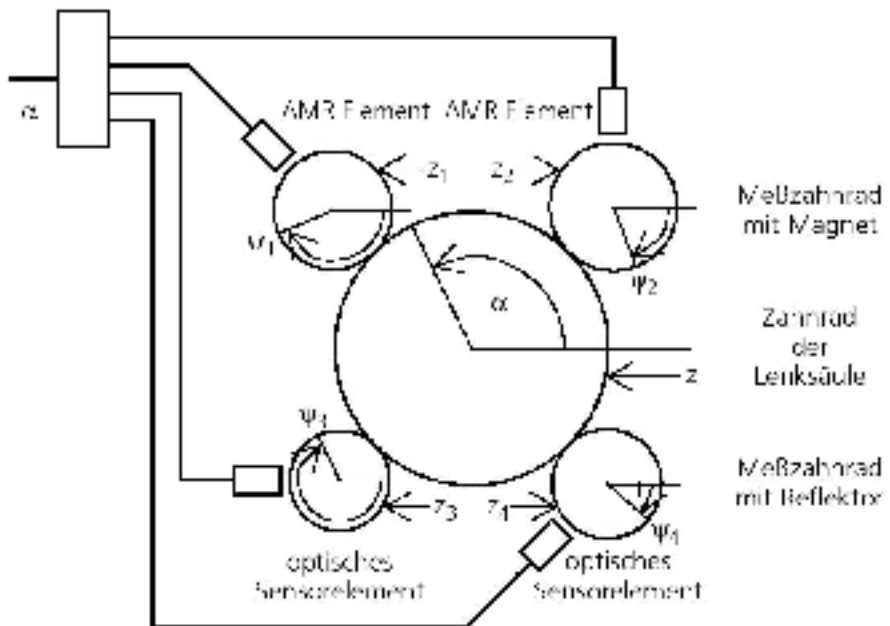 α
AMR Element AMR Element
z₁
z₂
Meßzahnrad
mit Magnet
ψ₁
ψ₂
α
Zahnrad
der
Lenksäule
z
ψ₃
Meßzahnrad
mit Reflektor
z₃
z₄
ψ₄
optisches
Sensorelement
optisches
Sensorelement